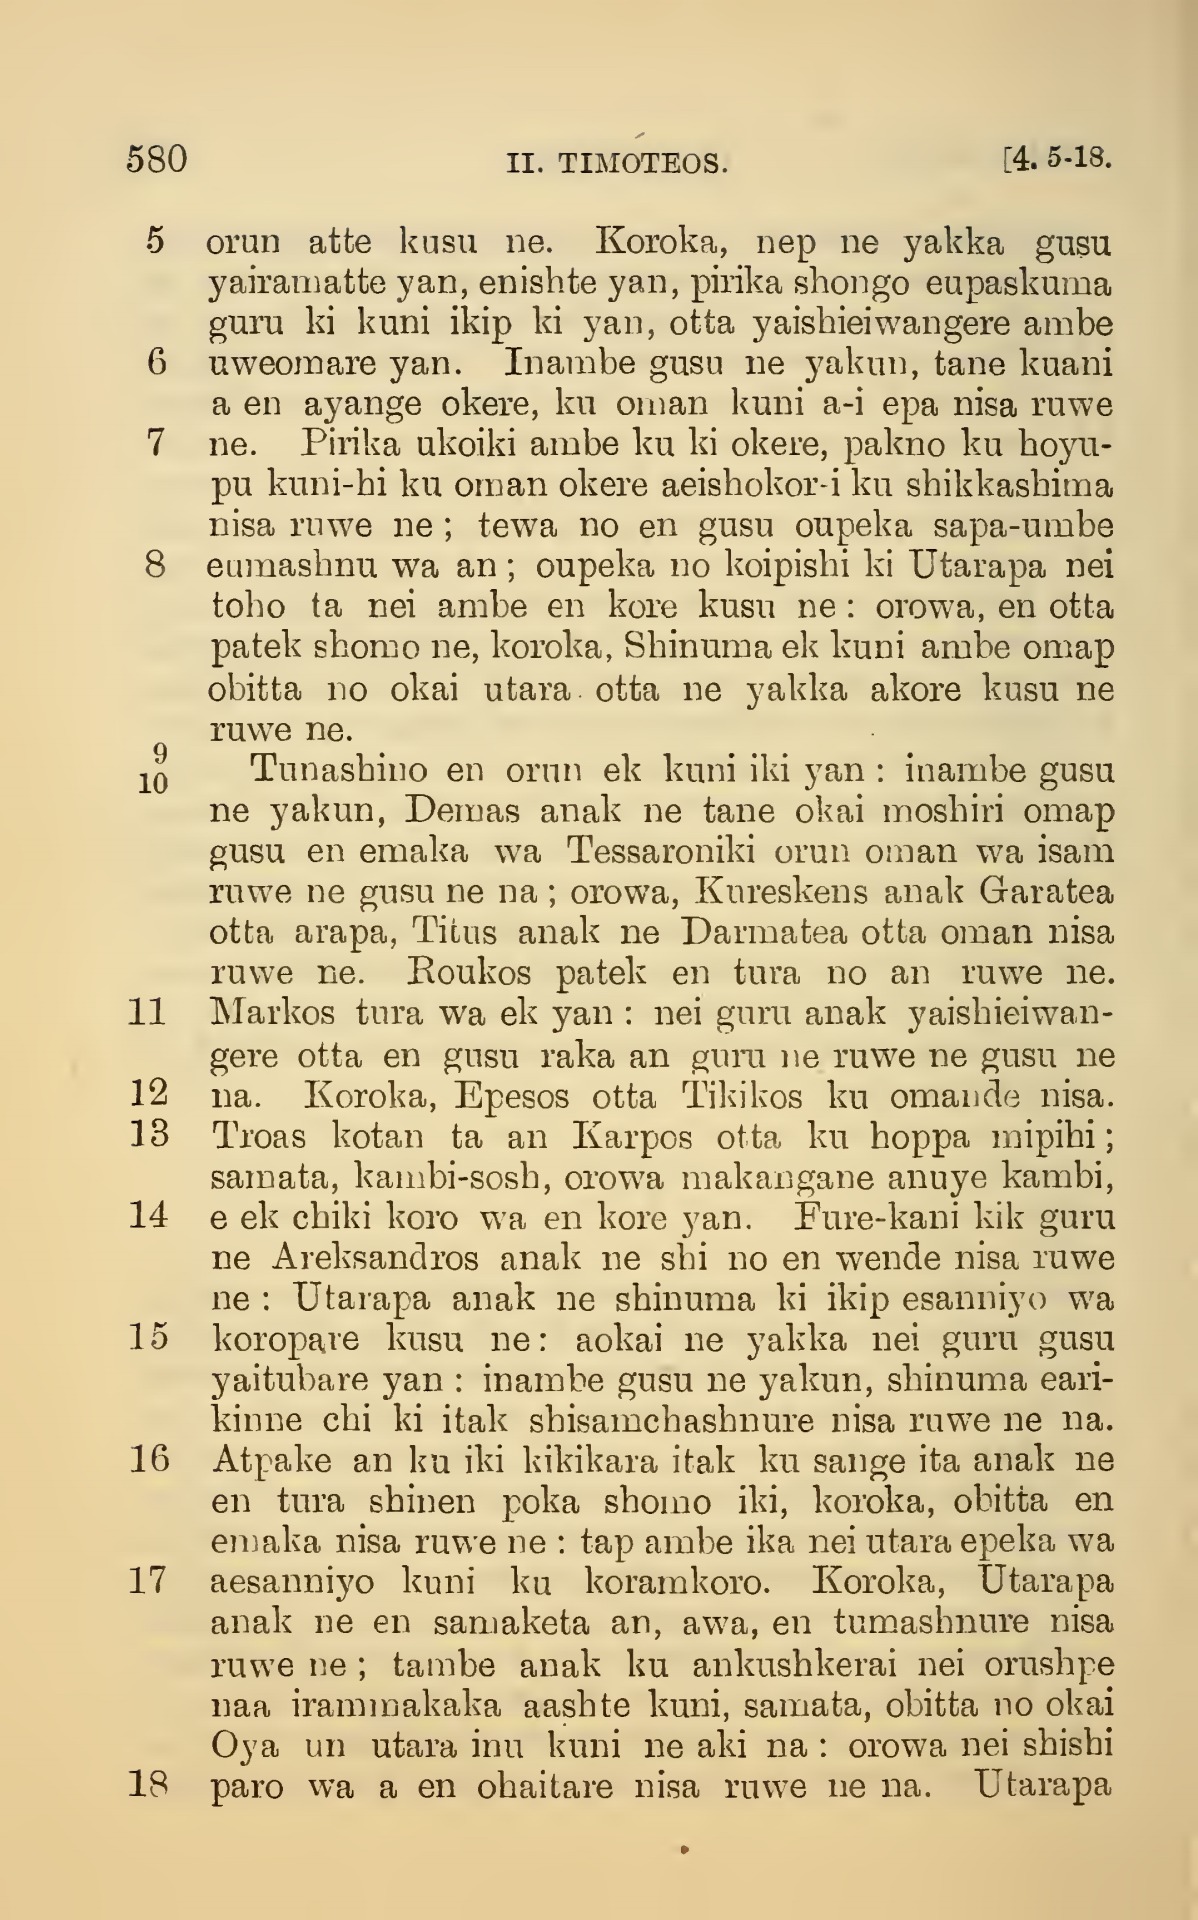 580 II. TIMOTEOS. [4. 5-18.
5 orun atte kusu ne. Koroka, nep ne yakka gusu
yairamatte yan, enishte yan, pirika shongo eupaskuma
guru ki kuni ikip ki yan, otta yaishieiwangere ambe
6 uweomare yan. Inambe gusu ne yakun, tane kuani
a en ayange okere, ku oman kuni a-i epa nisa ruwe
7 ne. Pirika ukoiki ambe ku ki okere, pakno ku hoyu-
pu kuni-hi ku oman okere aeishokor-i ku shikkashima
nisa ruwe ne; tewa no en gusu oupeka sapa-umbe
8 eumashnu wa an; oupeka no koipishi ki Utarapa nei
toho ta nei ambe en kore kusu ne: orowa, en otta
patek shomo ne, koroka, Shinuma ek kuni ambe omap
obitta no okai utara otta ne yakka akore kusu ne
ruwe ne.
9
10 Tunashino en orun ek kuni iki yan: inambe gusu
ne yakun, Demas anak ne tane okai moshiri omap
gusu en emaka wa Tessaroniki orun oman wa isam
ruwe ne gusu ne na; orowa, Kureskens anak Garatea
otta arapa, Titus anak ne Darmatea otta oman nisa
ruwe ne. Roukos patek en tura no an ruwe ne.
11 Markos tura wa ek yan: nei guru anak yaishieiwan-
gere otta en gusu raka an guru ne ruwe ne gusu ne
12 na. Koroka, Epesos otta Tikikos ku omande nisa.
13 Troas kotan ta an Karpos otta ku hoppa mipihi;
samata, kambi-sosh, orowa makangane anuye kambi,
14 e ek chiki koro wa en kore yan. Fure-kani kik guru
ne Areksandros anak ne shi no en wende nisa ruwe
ne: Utarapa anak ne shinuma ki ikip esanniyo wa
15 koropare kusu ne: aokai ne yakka nei guru gusu
yaitubare yan: inambe gusu ne yakun, shinuma eari-
kinne chi ki itak shisamchashnure nisa ruwe ne na.
16 Atpake an ku iki kikikara itak ku sange ita anak ne
en tura shinen poka shomo iki, koroka, obitta en
emaka nisa ruwe ne: tap ambe ika nei utara epeka wa
17 aesanniyo kuni ku koramkoro. Koroka, Utarapa
anak ne en samaketa an, awa, en tumashnure nisa
ruwe ne; tambe anak ku ankushkerai nei orushpe
naa irammakaka aashte kuni, samata, obitta no okai
Oya un utara inu kuni ne aki na: orowa nei shishi
18 paro wa a en ohaitare nisa ruwe ne na. Utarapa